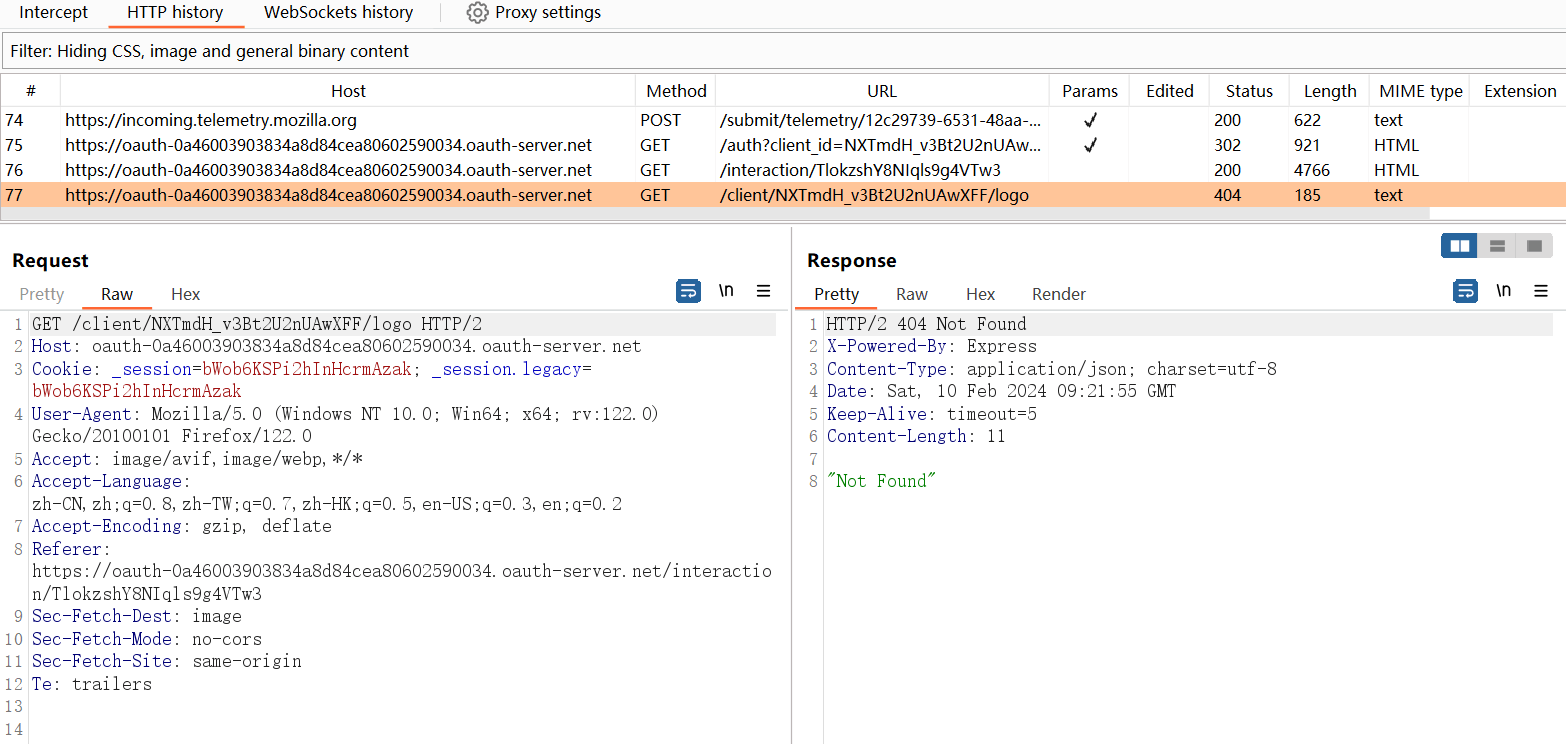 Intercept HTTP history WebSockets history Proxy settings
Filter: Hiding CSS, image and general binary content
# Host Method URL Params Edited Status Length MIME type Extension
74 https://incoming.telemetry.mozilla.org POST /submit/telemetry/12c29739-6531-48aa-... ✓ 200 622 text
75 https://oauth-0a46003903834a8d84cea80602590034.oauth-server.net GET /auth?client_id=NXTmdH_v3Bt2U2nUAw... ✓ 302 921 HTML
76 https://oauth-0a46003903834a8d84cea80602590034.oauth-server.net GET /interaction/TlokzshY8NIqls9g4VTw3 200 4766 HTML
77 https://oauth-0a46003903834a8d84cea80602590034.oauth-server.net GET /client/NXTmdH_v3Bt2U2nUAwXFF/logo 404 185 text
Request
Pretty Raw Hex \n
1 GET /client/NXTmdH_v3Bt2U2nUAwXFF/logo HTTP/2
2 Host: oauth-0a46003903834a8d84cea80602590034.oauth-server.net
3 Cookie: _session=bWob6KSPi2hInHcrmAzak; _session.legacy=
bWob6KSPi2hInHcrmAzak
4 User-Agent: Mozilla/5.0 (Windows NT 10.0; Win64; x64; rv:122.0)
Gecko/20100101 Firefox/122.0
5 Accept: image/avif,image/webp,*/*
6 Accept-Language:
zh-CN,zh;q=0.8,zh-TW;q=0.7,zh-HK;q=0.5,en-US;q=0.3,en;q=0.2
7 Accept-Encoding: gzip, deflate
8 Referer:
https://oauth-0a46003903834a8d84cea80602590034.oauth-server.net/interactio
n/TlokzshY8NIqls9g4VTw3
9 Sec-Fetch-Dest: image
10 Sec-Fetch-Mode: no-cors
11 Sec-Fetch-Site: same-origin
12 Te: trailers
13
14
Response
Pretty Raw Hex Render \n
1 HTTP/2 404 Not Found
2 X-Powered-By: Express
3 Content-Type: application/json; charset=utf-8
4 Date: Sat, 10 Feb 2024 09:21:55 GMT
5 Keep-Alive: timeout=5
6 Content-Length: 11
7
8 "Not Found"